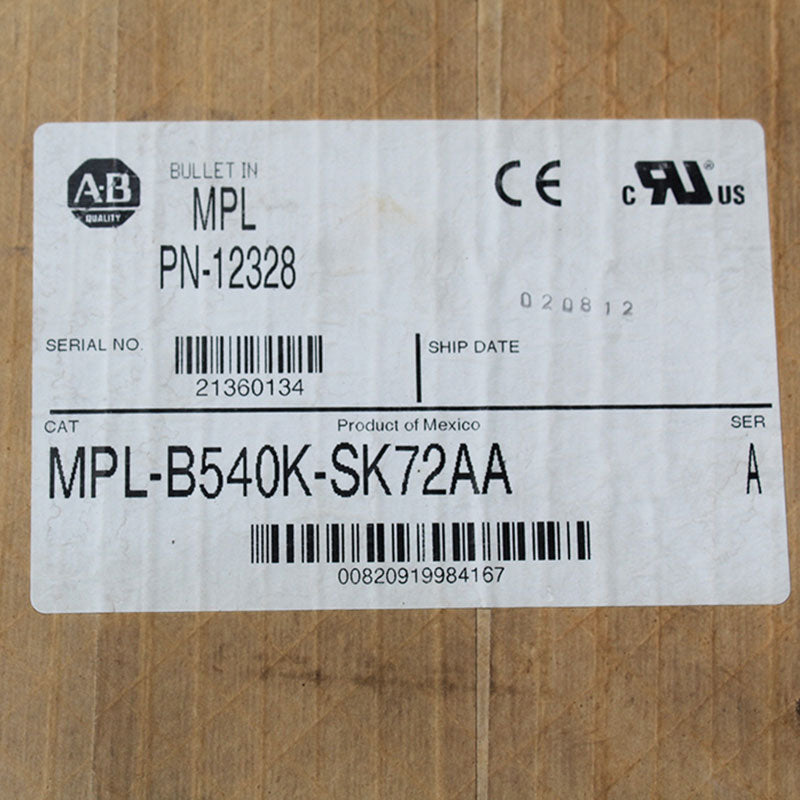 A-B
QUALITY
BULLET IN
MPL
PN-12328
CE
c RU® US
020812
SERIAL NO.
21360134
SHIP DATE
CAT
Product of Mexico
SER
MPL-B540K-SK72AA
A
00820919984167